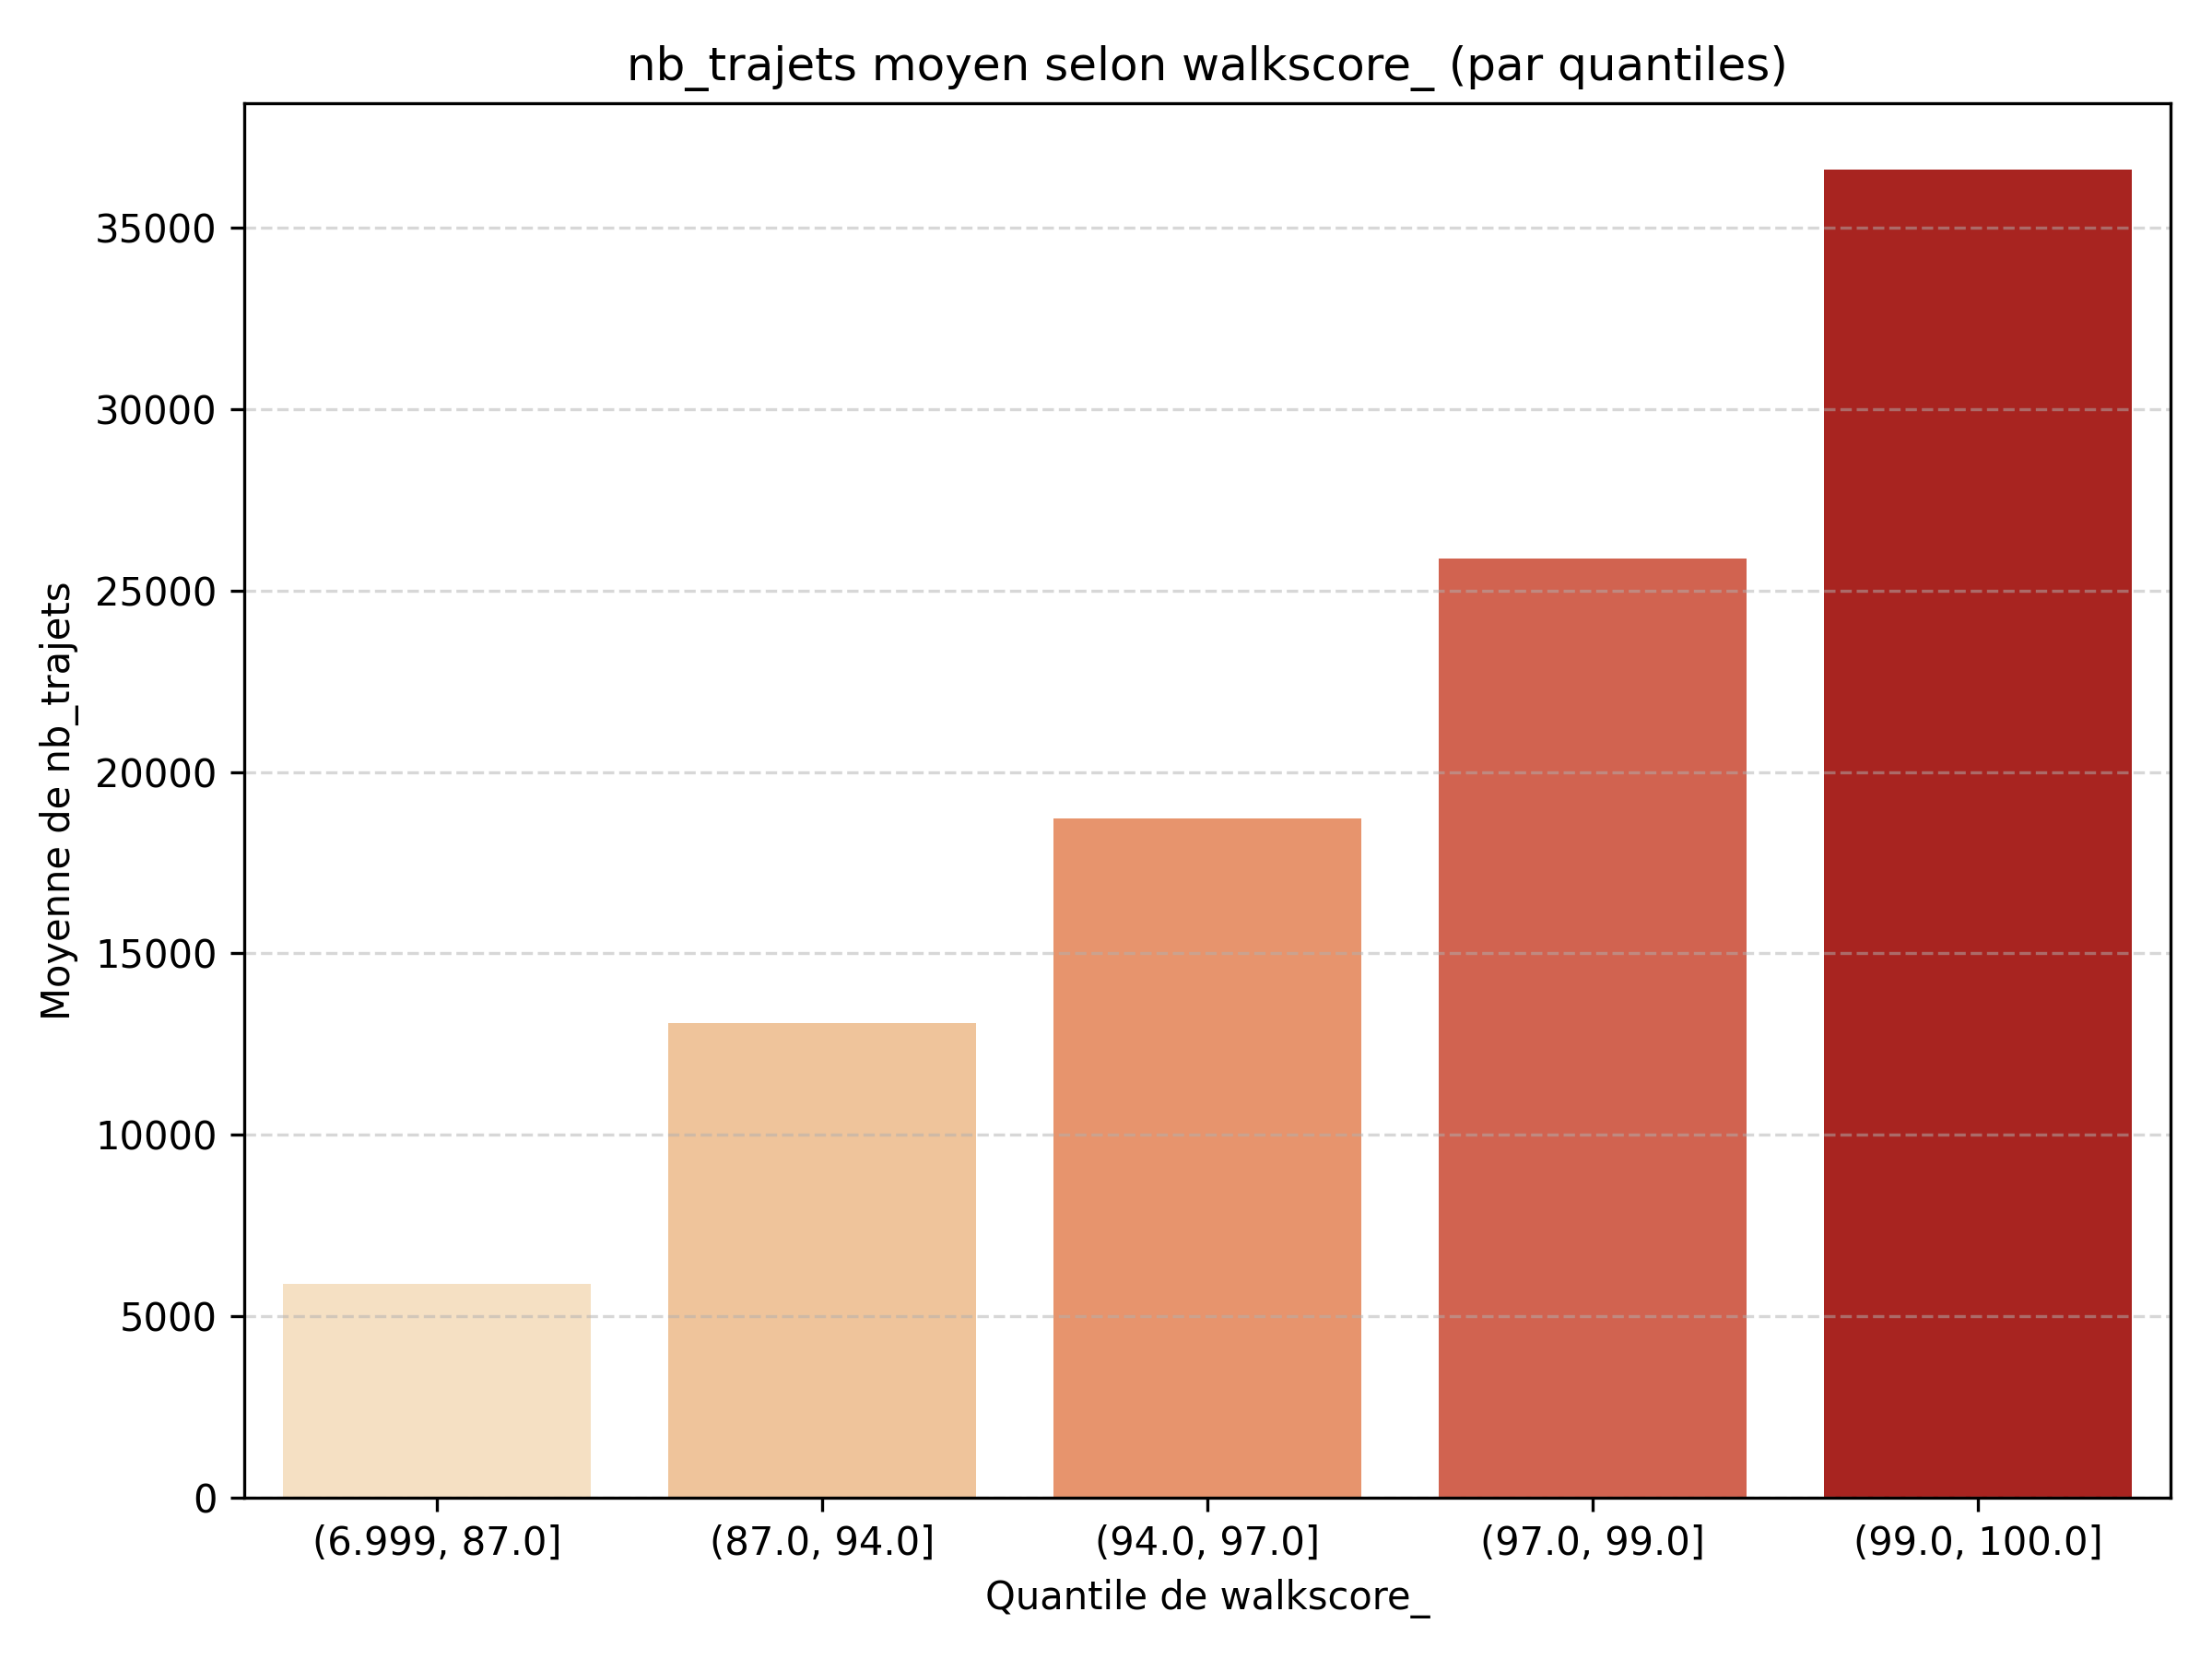 nb_trajets moyen selon walkscore_ (par quantiles)
Moyenne de nb_trajets
35000
30000
25000
20000
15000
10000
5000
0
(6.999, 87.0] (87.0, 94.0] (94.0, 97.0] (97.0, 99.0] (99.0, 100.0]
Quantile de walkscore_